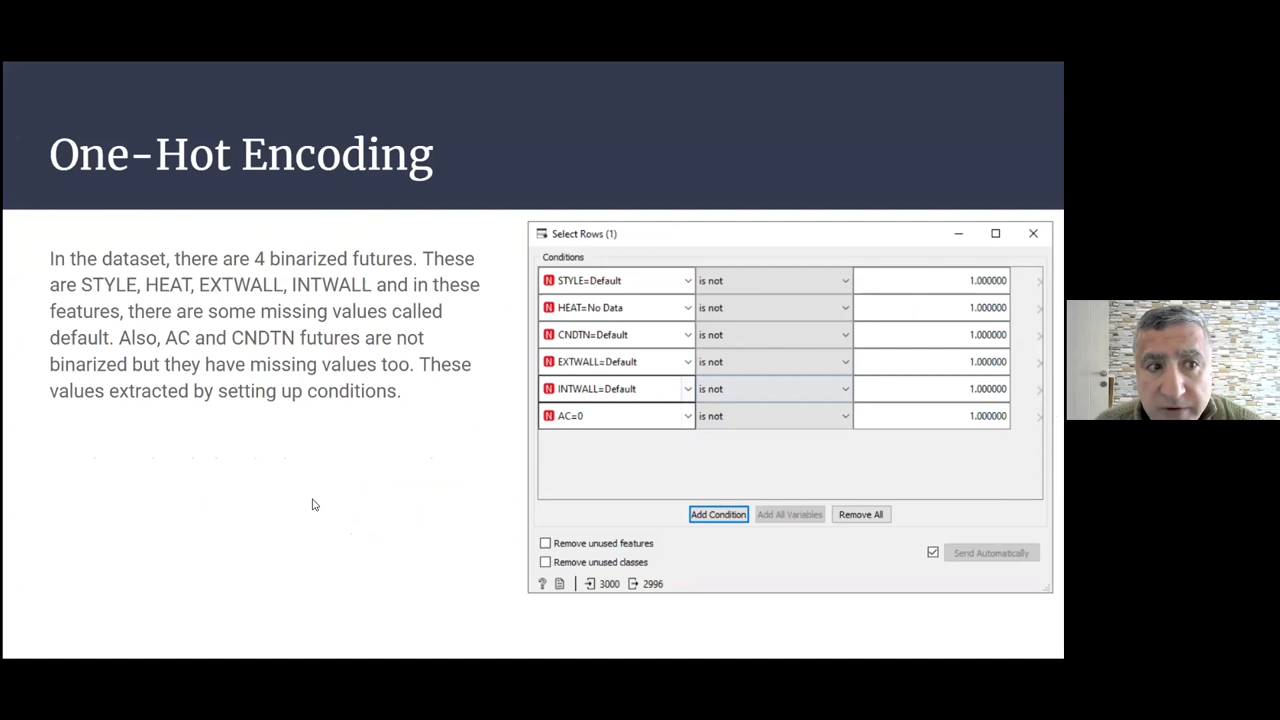 One-Hot Encoding
In the dataset, there are 4 binarized futures. These
are STYLE, HEAT, EXTWALL, INTWALL and in these
features, there are some missing values called
default. Also, AC and CNDTN futures are not
binarized but they have missing values too. These
values extracted by setting up conditions.
Select Rows (1)
Conditions
N STYLE=Default is not 1.000000
N HEAT=No Data is not 1.000000
N CNDTN=Default is not 1.000000
N EXTWALL=Default is not 1.000000
N INTWALL=Default is not 1.000000
N AC=0 is not 1.000000
Add Condition Add All Variables Remove All
Remove unused features
Remove unused classes
Send Automatically
? 3000 2996